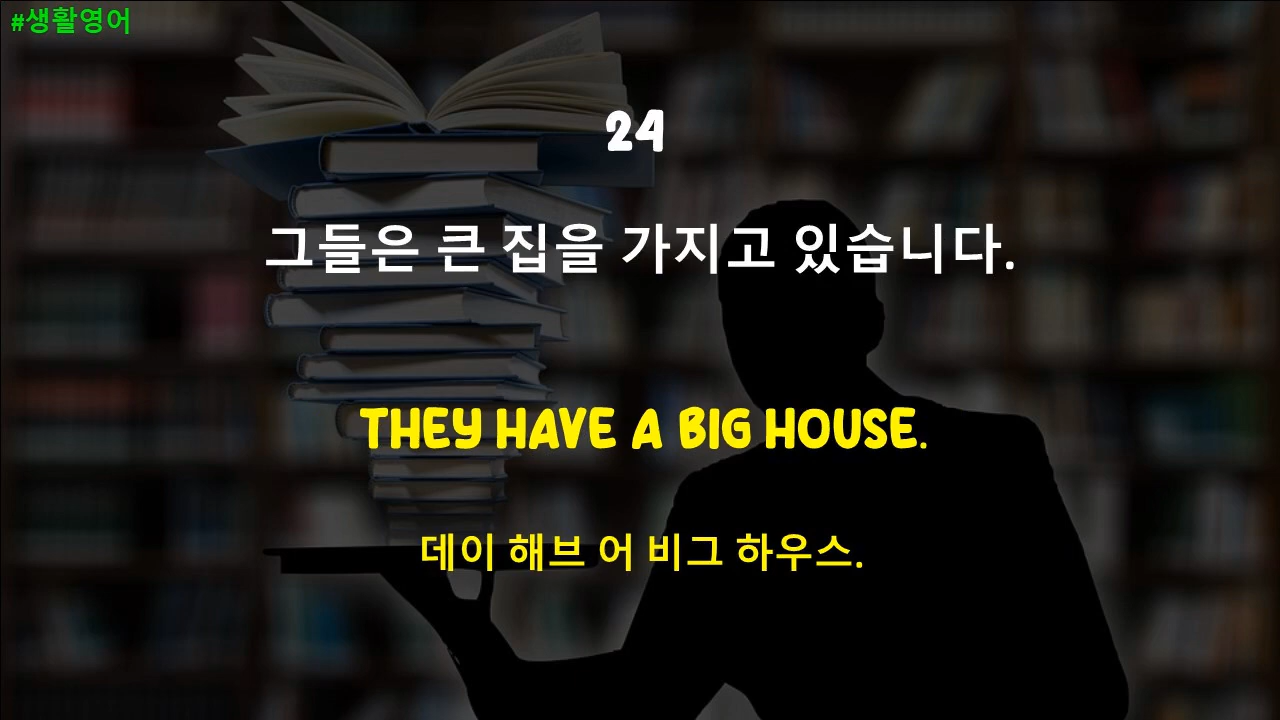 #생활영어
24
그들은 큰 집을 가지고 있습니다.
THEY HAVE A BIG HOUSE.
데이 해브 어 비그 하우스.